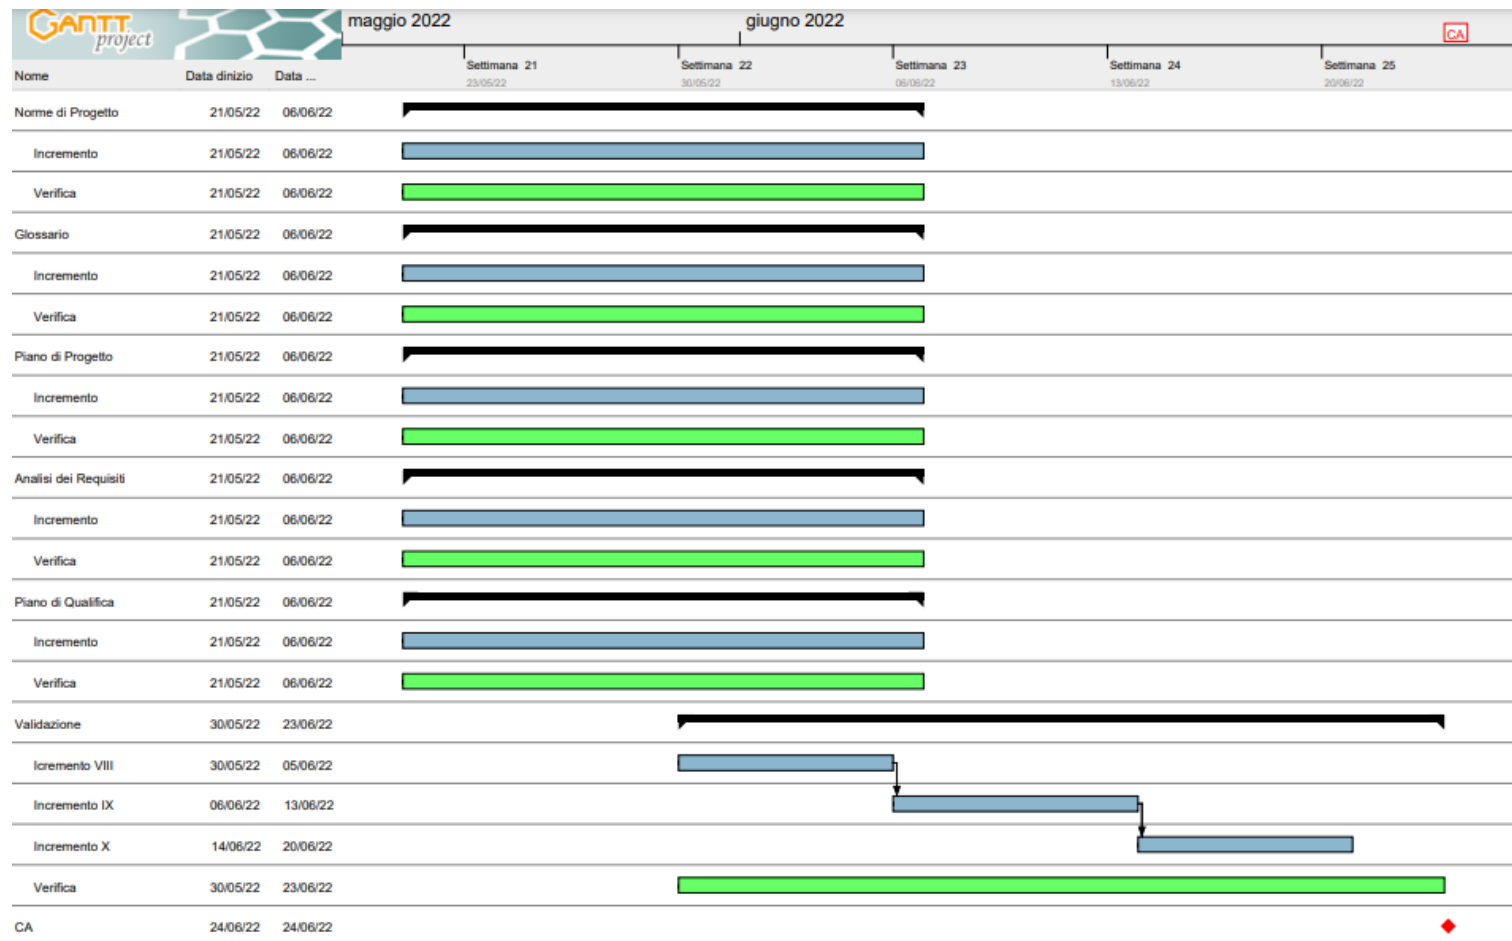 GANTT project
maggio 2022 giugno 2022
CA
Settimana 21 Settimana 22 Settimana 23 Settimana 24 Settimana 25
Nome Data dinizio Data ... 23/05/22 30/05/22 06/06/22 13/06/22 20/06/22
Norme di Progetto 21/05/22 06/06/22
Incremento 21/05/22 06/06/22
Verifica 21/05/22 06/06/22
Glossario 21/05/22 06/06/22
Incremento 21/05/22 06/06/22
Verifica 21/05/22 06/06/22
Piano di Progetto 21/05/22 06/06/22
Incremento 21/05/22 06/06/22
Verifica 21/05/22 06/06/22
Analisi dei Requisiti 21/05/22 06/06/22
Incremento 21/05/22 06/06/22
Verifica 21/05/22 06/06/22
Piano di Qualifica 21/05/22 06/06/22
Incremento 21/05/22 06/06/22
Verifica 21/05/22 06/06/22
Validazione 30/05/22 23/06/22
Icremento VIII 30/05/22 05/06/22
Incremento IX 06/06/22 13/06/22
Incremento X 14/06/22 20/06/22
Verifica 30/05/22 23/06/22
CA 24/06/22 24/06/22